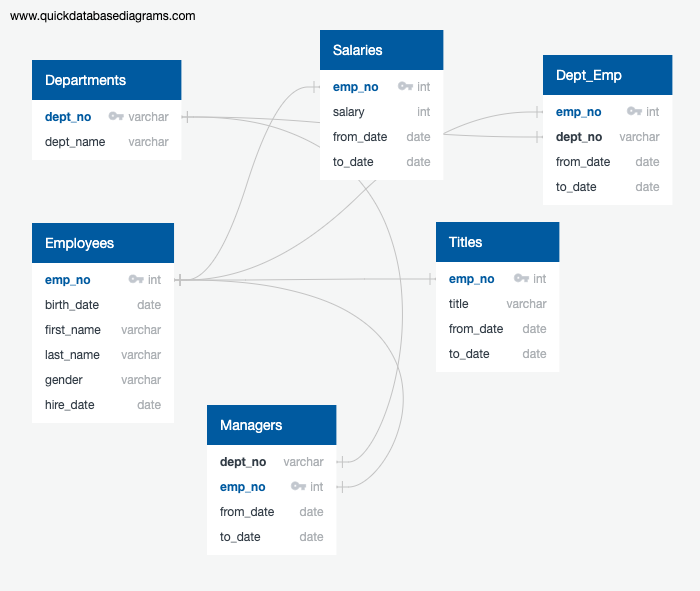 www.quickdatabasediagrams.com
Departments
dept_no varchar
dept_name varchar
Salaries
emp_no int
salary int
from_date date
to_date date
Dept_Emp
emp_no int
dept_no varchar
from_date date
to_date date
Employees
emp_no int
birth_date date
first_name varchar
last_name varchar
gender varchar
hire_date date
Titles
emp_no int
title varchar
from_date date
to_date date
Managers
dept_no varchar
emp_no int
from_date date
to_date date